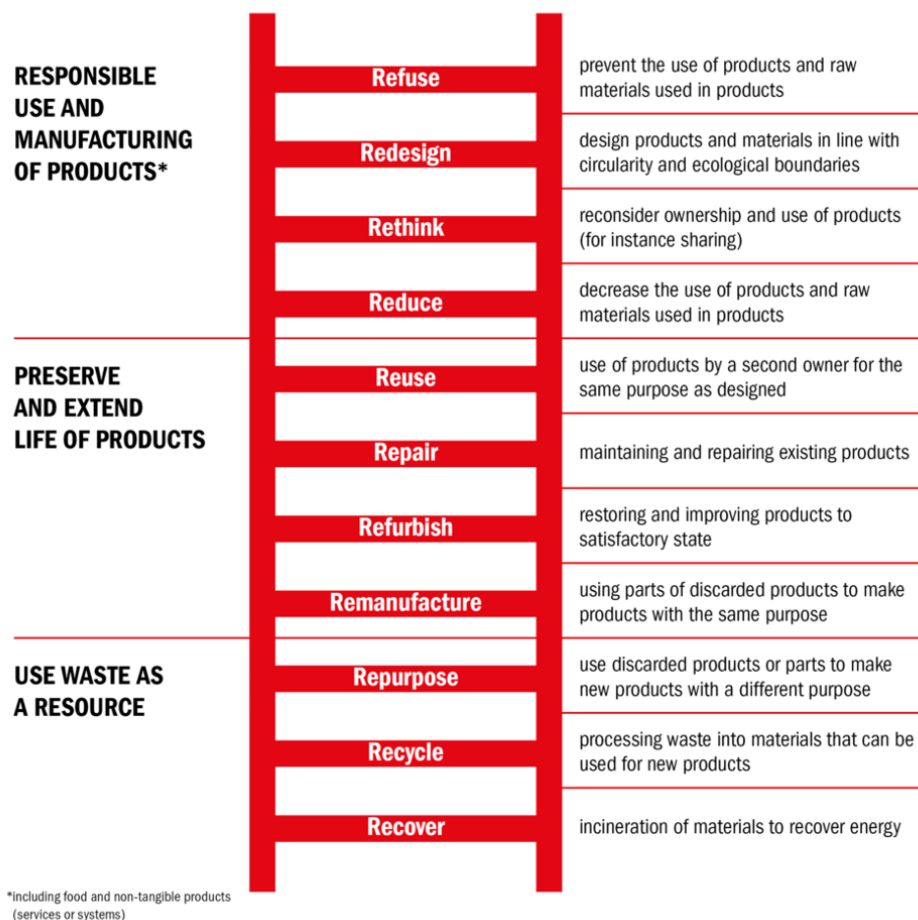 RESPONSIBLE
USE AND
MANUFACTURING
OF PRODUCTS*
Refuse
prevent the use of products and raw
materials used in products
Redesign
design products and materials in line with
circularity and ecological boundaries
Rethink
reconsider ownership and use of products
(for instance sharing)
Reduce
decrease the use of products and raw
materials used in products
PRESERVE
AND EXTEND
LIFE OF PRODUCTS
Reuse
use of products by a second owner for the
same purpose as designed
Repair
maintaining and repairing existing products
Refurbish
restoring and improving products to
satisfactory state
Remanufacture
using parts of discarded products to make
products with the same purpose
USE WASTE AS
A RESOURCE
Repurpose
use discarded products or parts to make
new products with a different purpose
Recycle
processing waste into materials that can be
used for new products
Recover
incineration of materials to recover energy
*including food and non-tangible products
(services or systems)